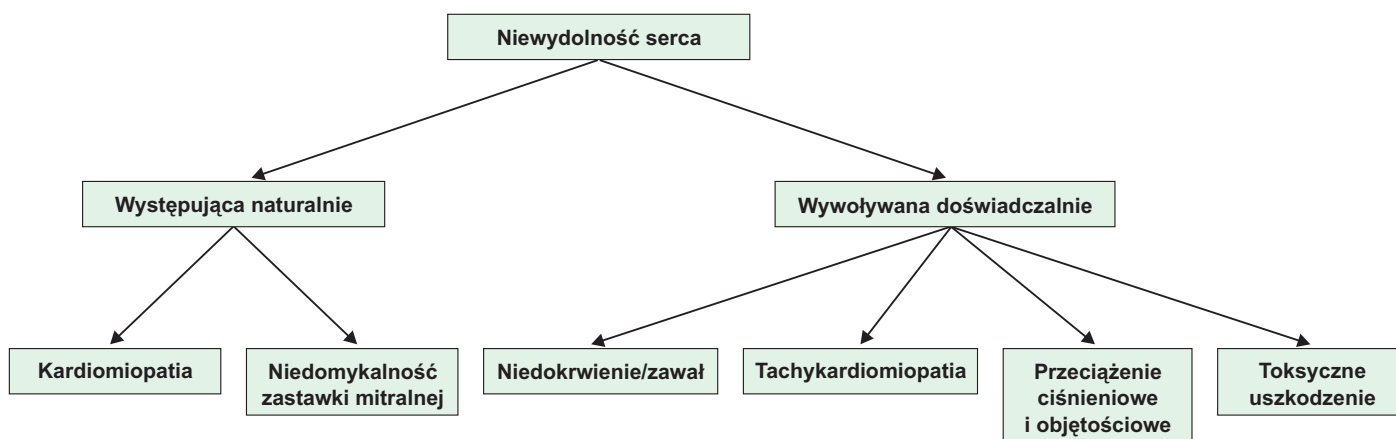 Niewydolność serca
Występująca naturalnie
Wywoływana doświadczalnie
Kardiomiopatia
Niedomykalność
zastawki mitralnej
Niedokrwienie/zawał
Tachykardiomiopatia
Przeciążenie
ciśnieniowe
i objętościowe
Toksyczne
uszkodzenie